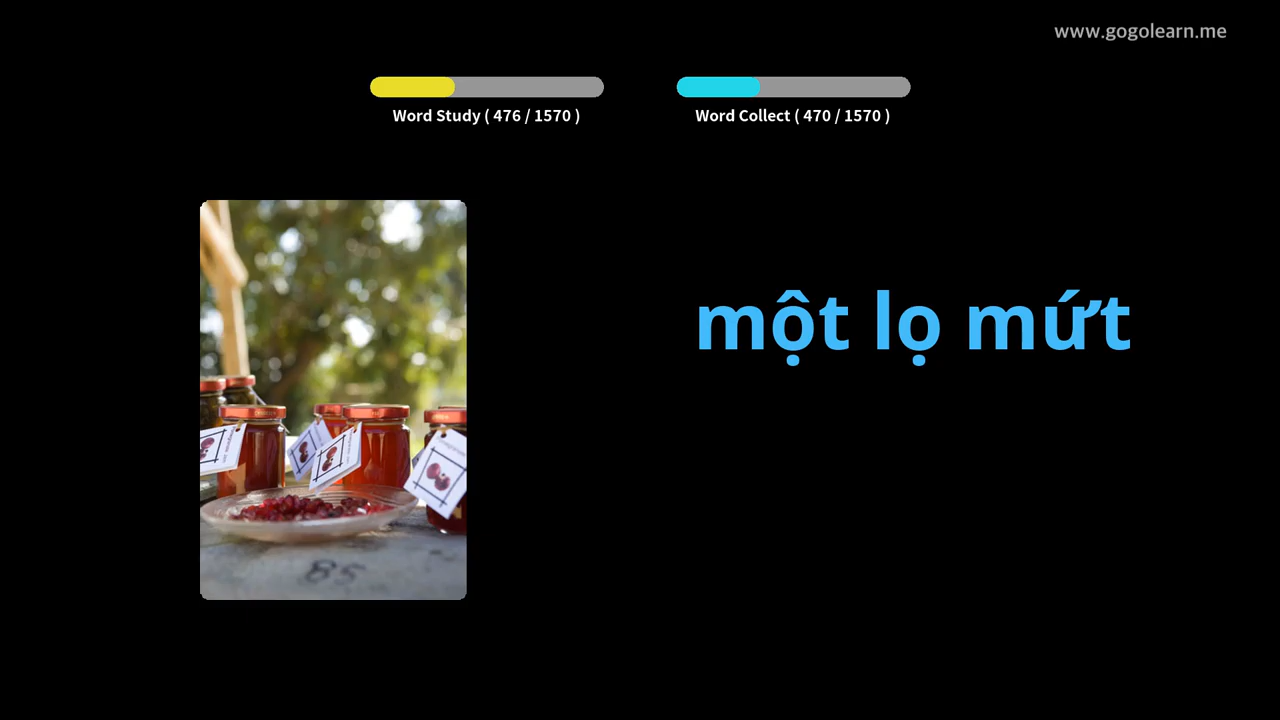 www.gogolearn.me
Word Study ( 476 / 1570 )
Word Collect ( 470 / 1570 )
một lọ mứt
85